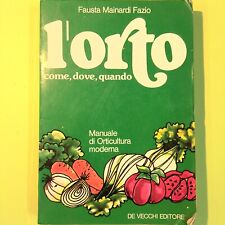 Fausta Mainardi Fazio
l'orto
come, dove, quando
Manuale
di Orticultura
moderna
DE VECCHI EDITORE